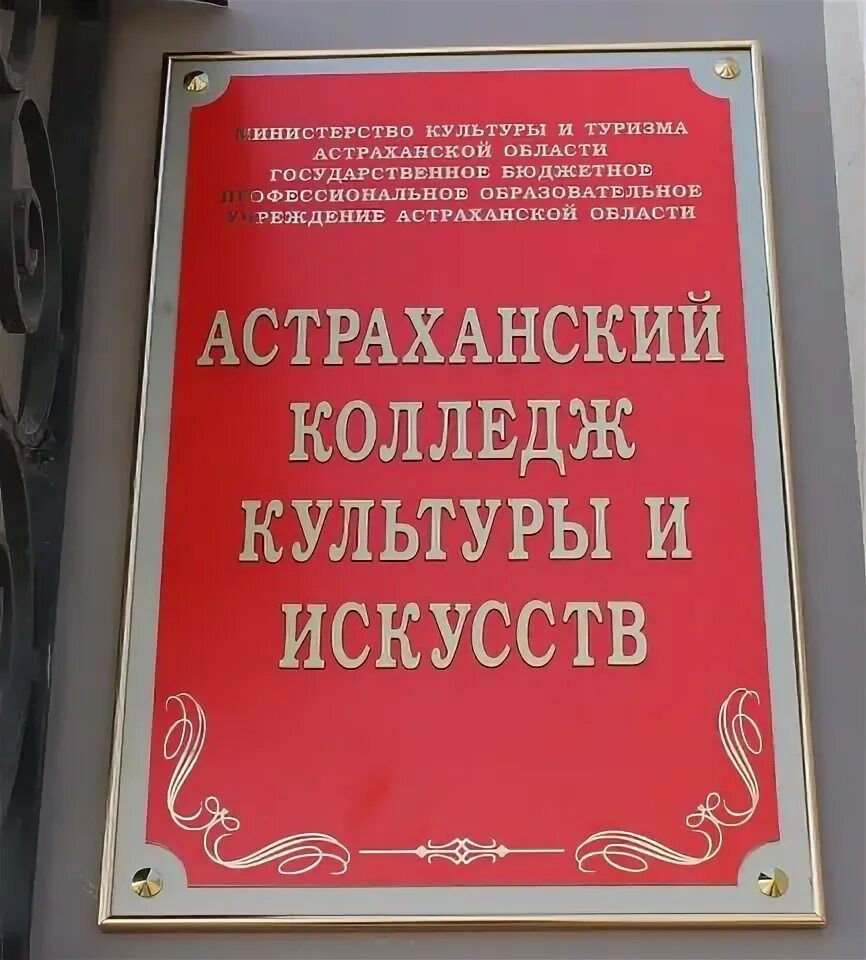 МИНИСТЕРСТВО КУЛЬТУРЫ И ТУРИЗМА
АСТРАХАНСКОЙ ОБЛАСТИ
ГОСУДАРСТВЕННОЕ БЮДЖЕТНОЕ
ПРОФЕССИОНАЛЬНОЕ ОБРАЗОВАТЕЛЬНОЕ
УЧРЕЖДЕНИЕ АСТРАХАНСКОЙ ОБЛАСТИ
АСТРАХАНСКИЙ
КОЛЛЕДЖ
КУЛЬТУРЫ И
ИСКУССТВ